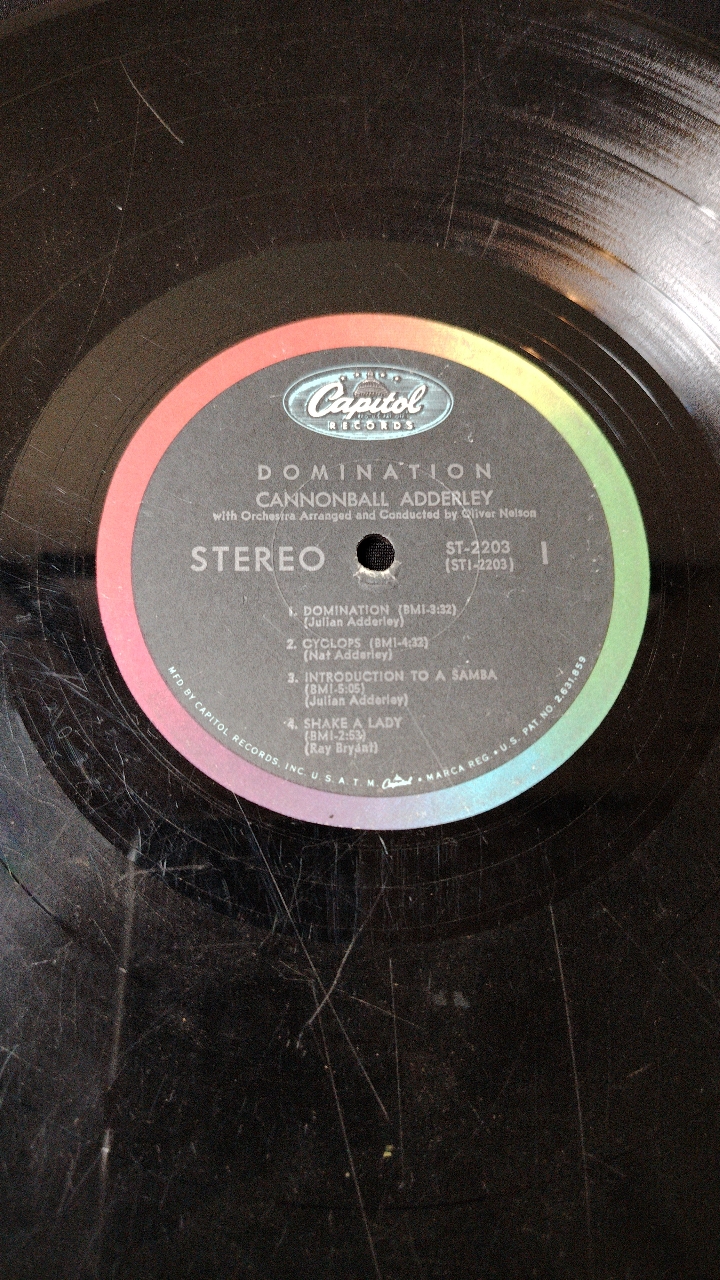 Capitol
RECORDS
DOMINATION
CANNONBALL ADDERLEY
with Orchestra Arranged and Conducted by Oliver Nelson
STEREO
ST-2203
(ST1-2203)
1
1. DOMINATION (BMI-3:32)
(Julian Adderley)
2. CYCLOPS (BMI-4:32)
(Nat Adderley)
3. INTRODUCTION TO A SAMBA
(BMI-5:05)
(Julian Adderley)
4. SHAKE A LADY
(BMI-2:53)
(Ray Bryant)
MFD BY CAPITOL RECORDS, INC. U.S.A. T.M. Capitol • MARCA REG. • U.S. PAT. NO. 2,631,859